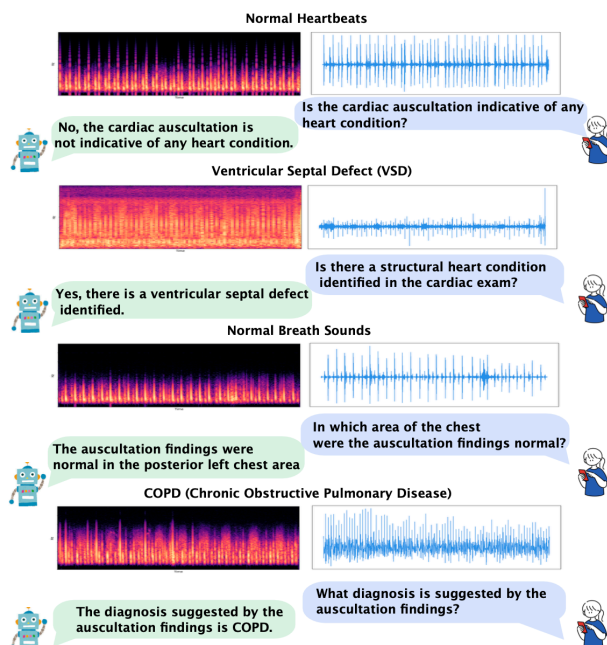 Normal Heartbeats
Is the cardiac auscultation indicative of any
heart condition?
No, the cardiac auscultation is
not indicative of any heart condition.
Ventricular Septal Defect (VSD)
Is there a structural heart condition
identified in the cardiac exam?
Yes, there is a ventricular septal defect
identified.
Normal Breath Sounds
In which area of the chest
were the auscultation findings normal?
The auscultation findings were
normal in the posterior left chest area
COPD (Chronic Obstructive Pulmonary Disease)
What diagnosis is suggested by the
auscultation findings?
The diagnosis suggested by the
auscultation findings is COPD.